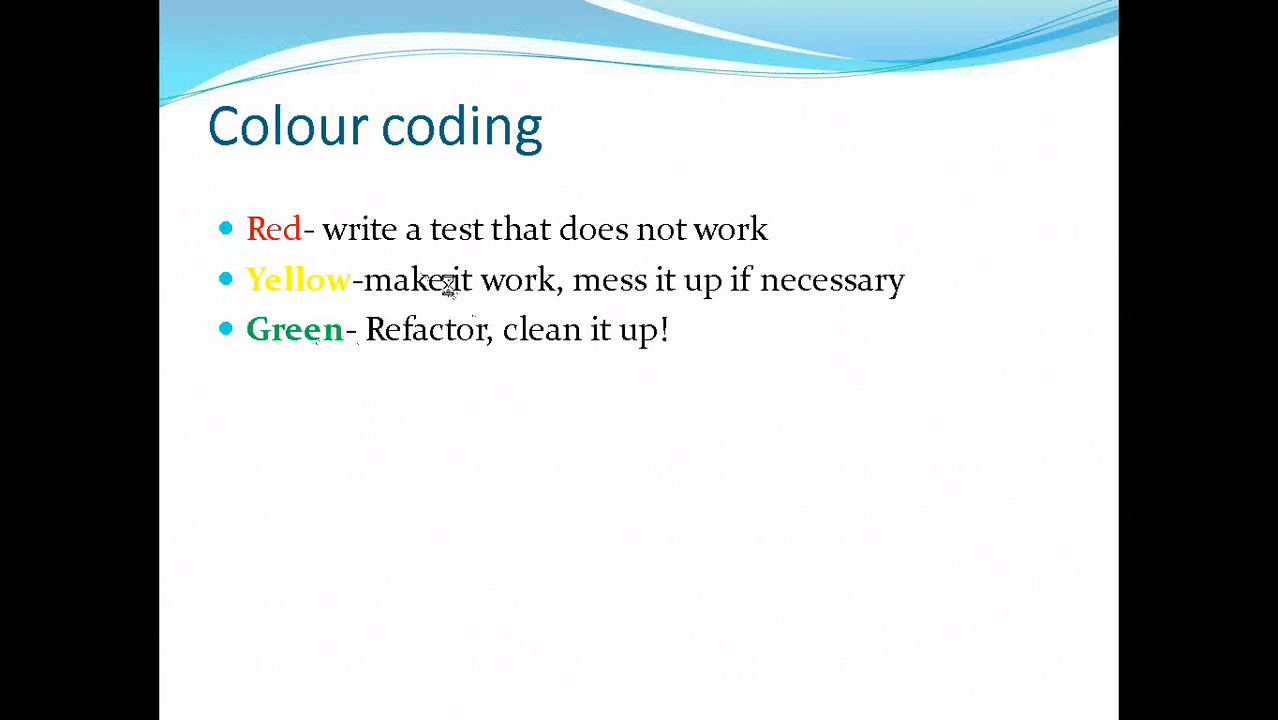 Colour coding
Red- write a test that does not work
Yellow-make it work, mess it up if necessary
Green- Refactor, clean it up!